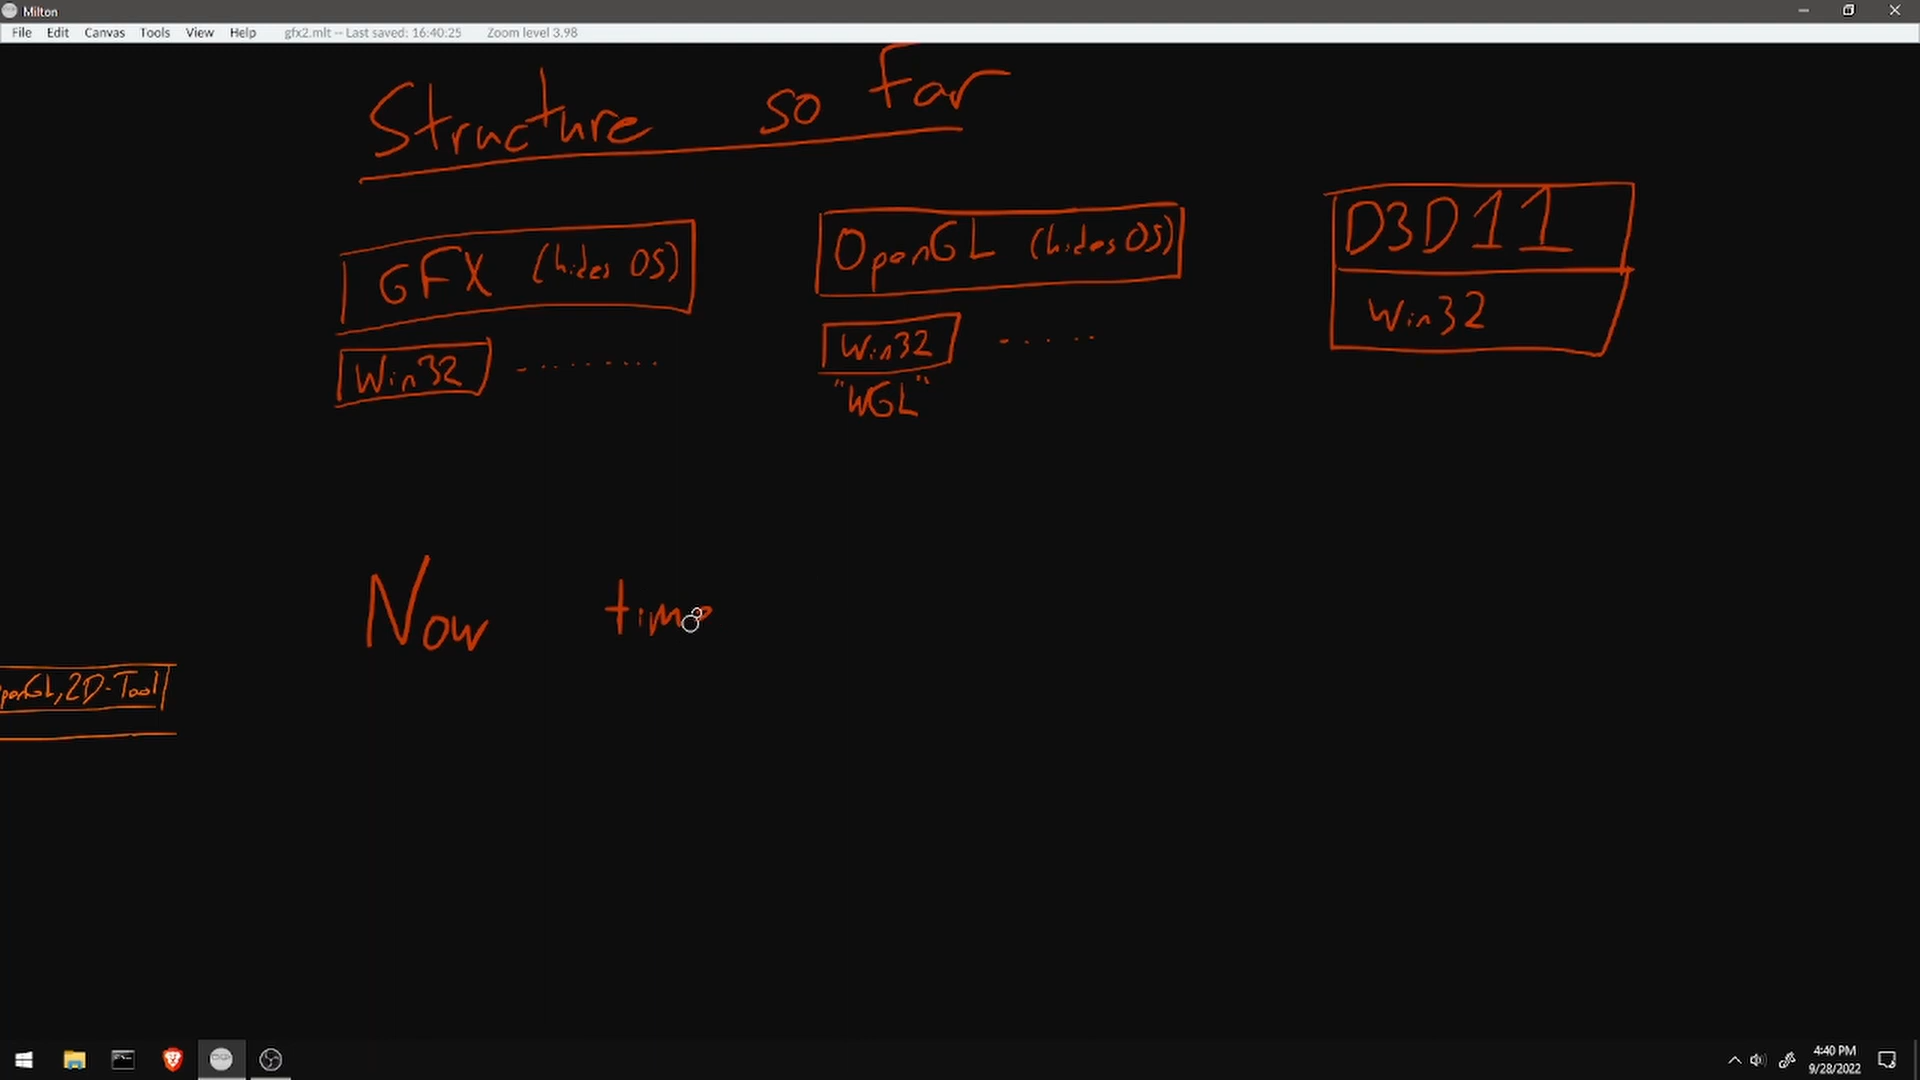 Milton
File Edit Canvas Tools View Help gfx2.mlt -- Last saved: 16:40:25 Zoom level 3.98
Structure so far
GFX (hides OS)
Win32 .........
OpenGL (hides OS)
Win32 ......
"WGL"
D3D11
Win32
Now time
penGL, 2D-Tool
4:40 PM
9/28/2022